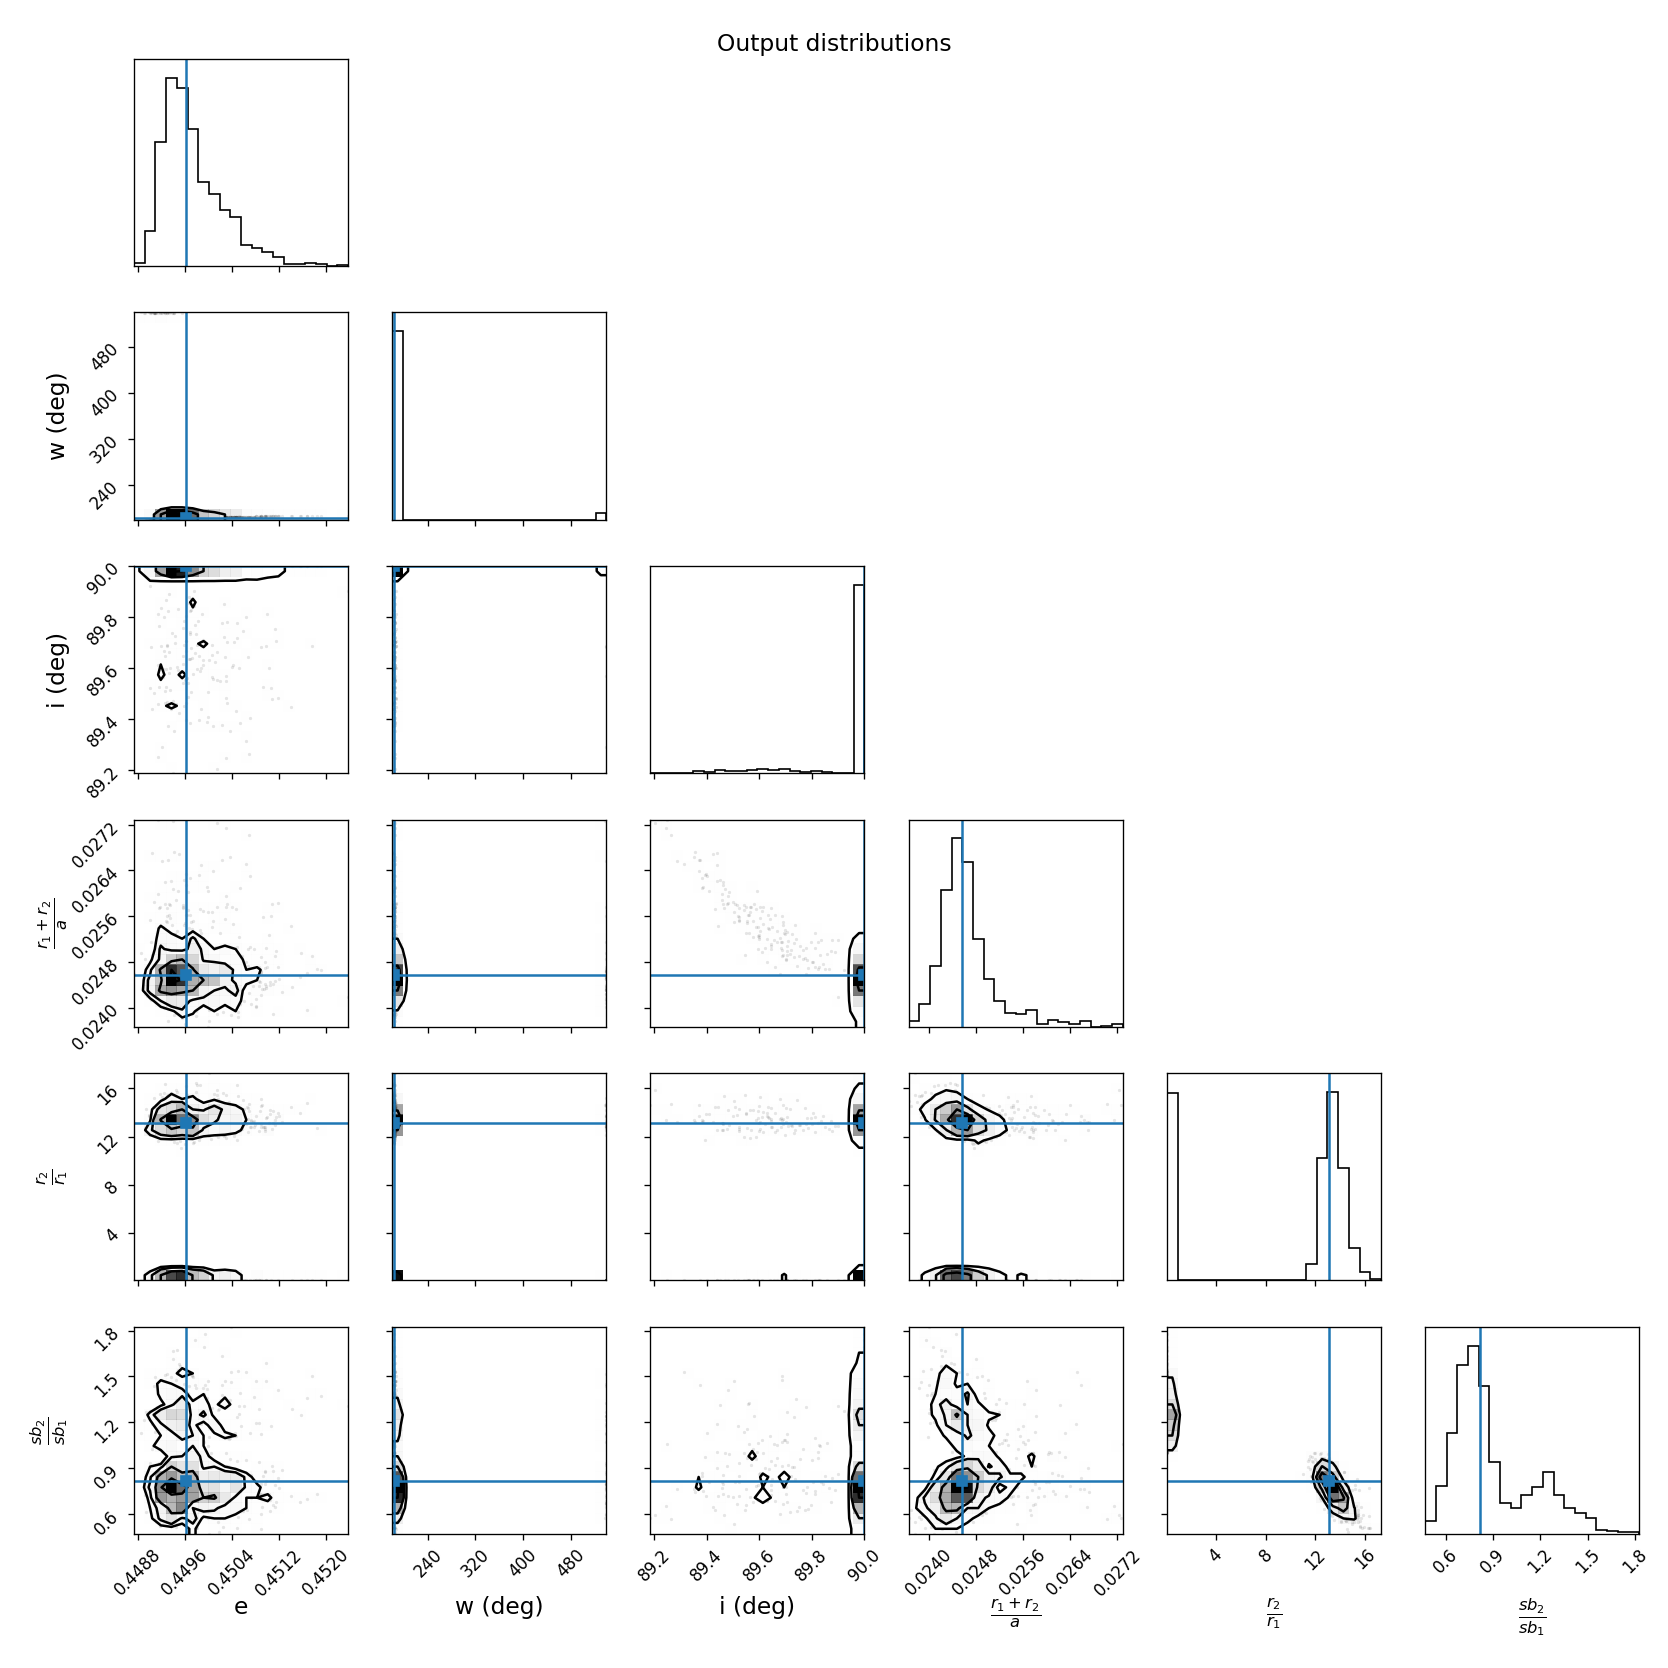 Output distributions
w (deg)
480
400
320
240
i (deg)
90.0
89.8
89.6
89.4
89.2
r₁ + r₂
a
0.0272
0.0264
0.0256
0.0248
0.0240
r₂
r₁
16
12
8
4
sb₂
sb₁
1.8
1.5
1.2
0.9
0.6
0.4488 0.4496 0.4504 0.4512 0.4520
240 320 400 480
89.2 89.4 89.6 89.8 90.0
0.0240 0.0248 0.0256 0.0264 0.0272
4 8 12 16
0.6 0.9 1.2 1.5 1.8
e
w (deg)
i (deg)
r₁ + r₂
a
r₂
r₁
sb₂
sb₁